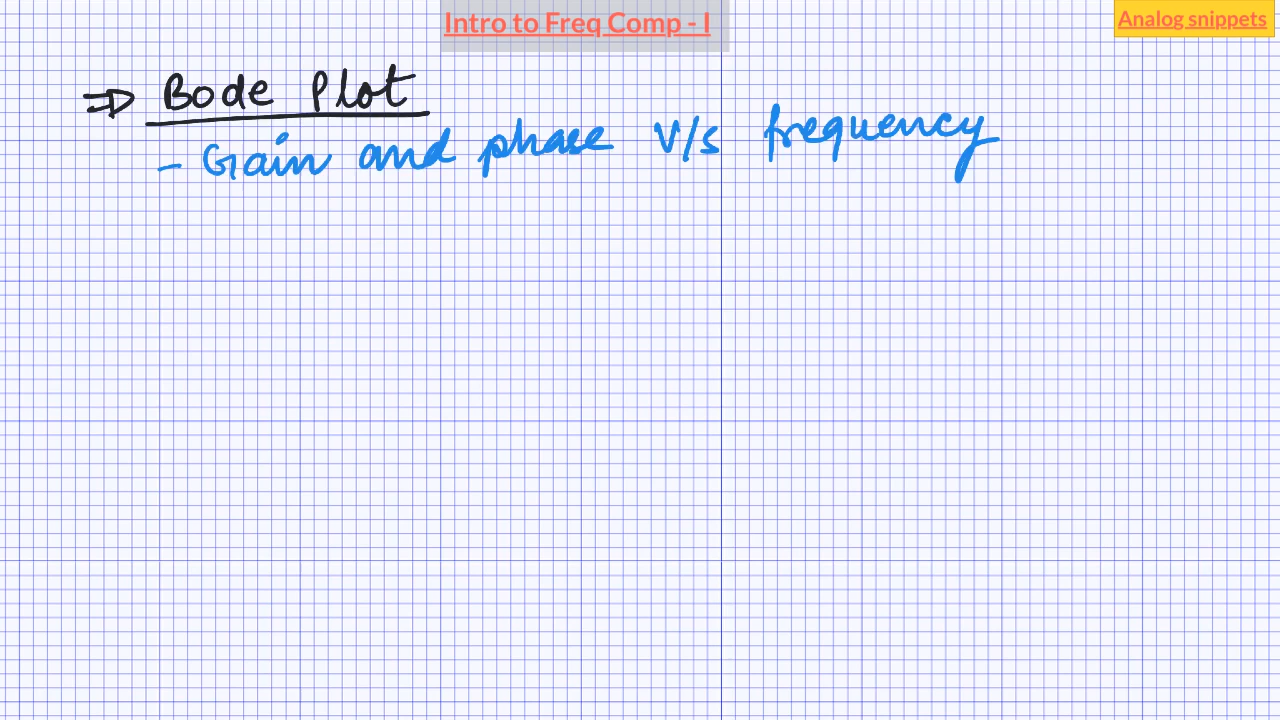 Intro to Freq Comp - I
Analog snippets
⇒ Bode Plot
- Gain and phase V/s frequency